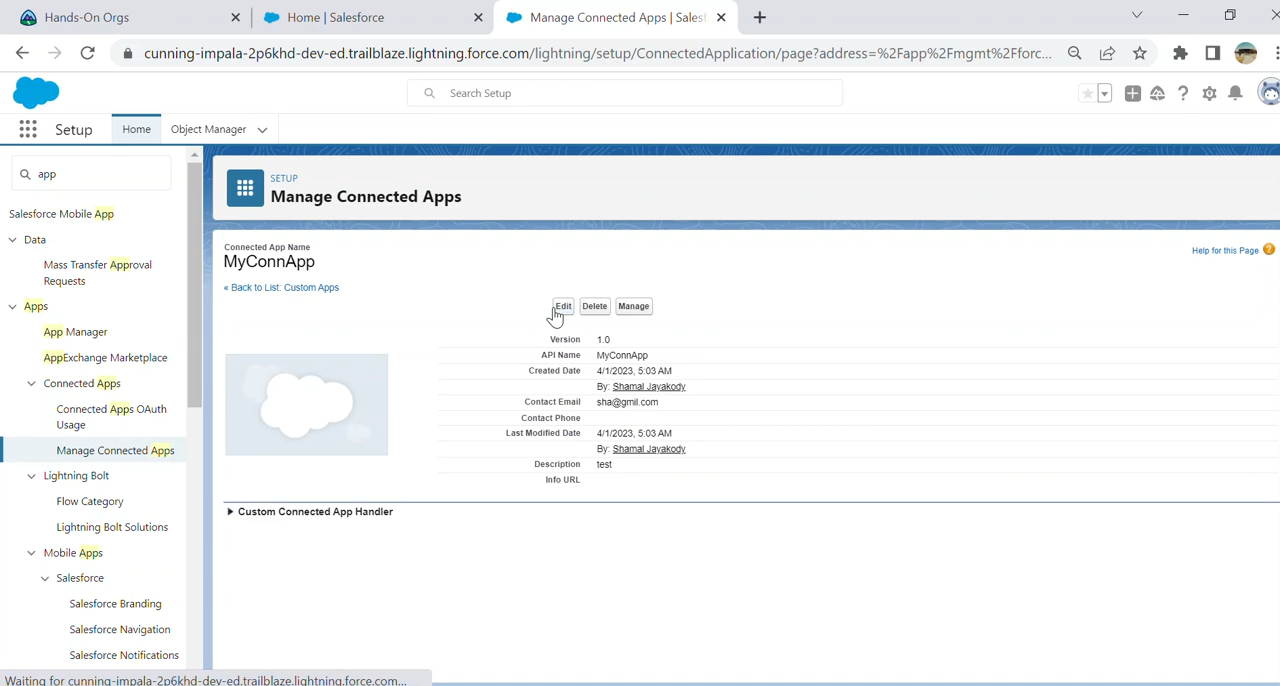 Hands-On Orgs
Home | Salesforce
Manage Connected Apps | Sales
cunning-impala-2p6khd-dev-ed.trailblaze.lightning.force.com/lightning/setup/ConnectedApplication/page?address=%2Fapp%2Fmgmt%2Fforc...
Search Setup
Setup
Home
Object Manager
app
Salesforce Mobile App
Data
Mass Transfer Approval
Requests
Apps
App Manager
AppExchange Marketplace
Connected Apps
Connected Apps OAuth
Usage
Manage Connected Apps
Lightning Bolt
Flow Category
Lightning Bolt Solutions
Mobile Apps
Salesforce
Salesforce Branding
Salesforce Navigation
Salesforce Notifications
SETUP
Manage Connected Apps
Connected App Name
MyConnApp
Help for this Page
« Back to List: Custom Apps
Edit Delete Manage
Version 1.0
API Name MyConnApp
Created Date 4/1/2023, 5:03 AM
By: Shamal Jayakody
Contact Email sha@gmil.com
Contact Phone
Last Modified Date 4/1/2023, 5:03 AM
By: Shamal Jayakody
Description test
Info URL
Custom Connected App Handler
Waiting for cunning-impala-2p6khd-dev-ed.trailblaze.lightning.force.com...